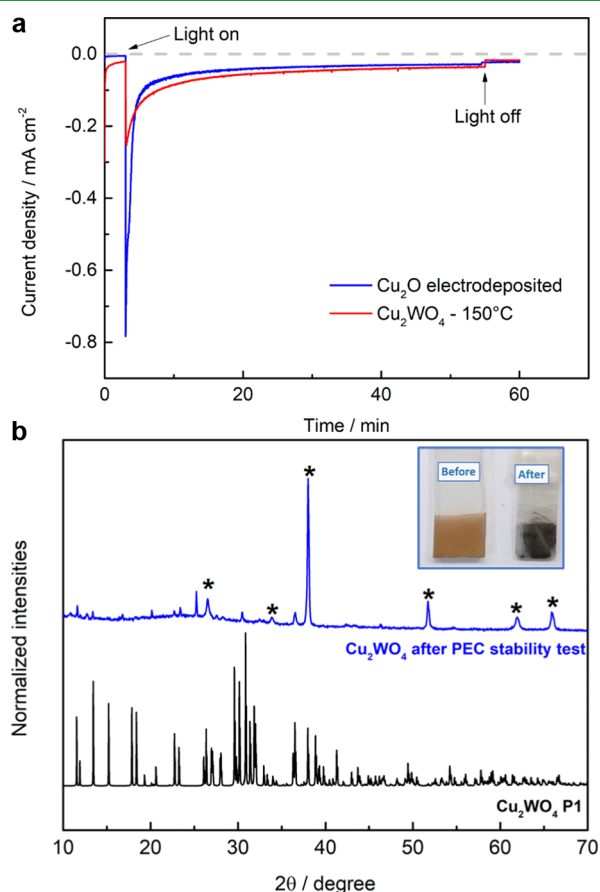 a
Light on
0.0
-0.2
-0.4
-0.6
-0.8
Current density / mA cm⁻²
Light off
Cu₂O electrodeposited
Cu₂WO₄ - 150°C
0 20 40 60
Time / min
b
Before After
* * * * * *
Normalized intensities
Cu₂WO₄ after PEC stability test
Cu₂WO₄ P1
10 20 30 40 50 60 70
2θ / degree